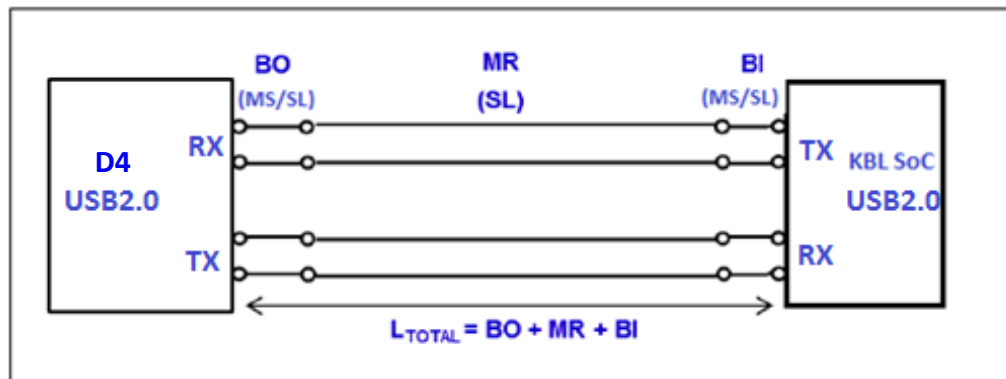 BO
(MS/SL)
MR
(SL)
BI
(MS/SL)
D4
USB2.0
RX
TX
TX
RX
KBL SoC
USB2.0
L_TOTAL = BO + MR + BI